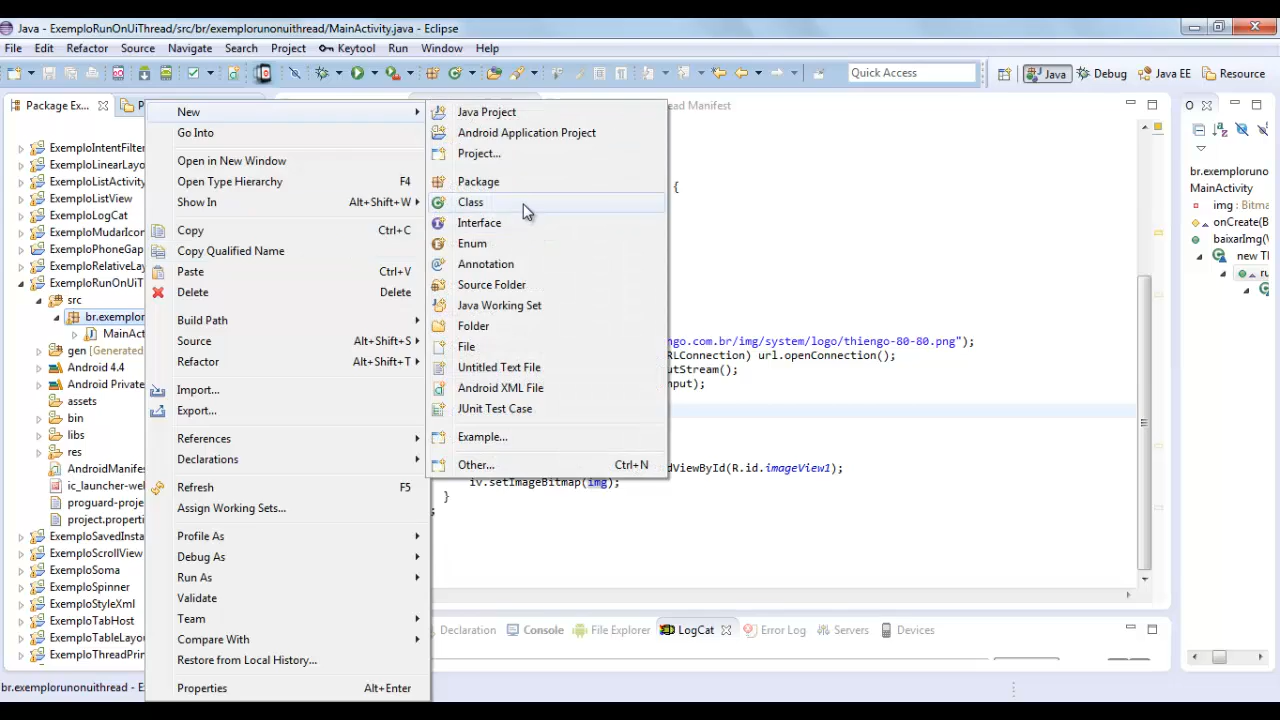 Java - ExemploRunOnUiThread/src/br/exemplorunonuithread/MainActivity.java - Eclipse
File Edit Refactor Source Navigate Search Project Keytool Run Window Help
Quick Access
Java
Debug
Java EE
Resource
Package Ex...
P
ead Manifest
O
ExemploIntentFilter
ExemploLinearLayo
ExemploListActivity
ExemploListView
ExemploLogCat
ExemploMudarIcon
ExemploPhoneGap
ExemploRelativeLay
ExemploRunOnUiT
src
br.exemplor
MainAct
gen [Generated
Android 4.4
Android Private
assets
bin
libs
res
AndroidManife
ic_launcher-wel
proguard-proje
project.properti
ExemploSavedInsta
ExemploScrollView
ExemploSoma
ExemploSpinner
ExemploStyleXml
ExemploTabHost
ExemploTableLayou
ExemploThreadPrin
New
Go Into
Open in New Window
Open Type Hierarchy F4
Show In Alt+Shift+W
Copy Ctrl+C
Copy Qualified Name
Paste Ctrl+V
Delete Delete
Build Path
Source Alt+Shift+S
Refactor Alt+Shift+T
Import...
Export...
References
Declarations
Refresh F5
Assign Working Sets...
Profile As
Debug As
Run As
Validate
Team
Compare With
Restore from Local History...
Properties Alt+Enter
Java Project
Android Application Project
Project...
Package
Class
Interface
Enum
Annotation
Source Folder
Java Working Set
Folder
File
Untitled Text File
Android XML File
JUnit Test Case
Example...
Other... Ctrl+N
{
ngo.com.br/img/system/logo/thiengo-80-80.png");
RLConnection) url.openConnection();
utStream();
put);
ndViewById(R.id.imageView1);
iv.setImageBitmap(img);
}
;
br.exemploruno
MainActivity
img : Bitma
onCreate(B
baixarImg(V
new Tl
ru
Declaration
Console
File Explorer
LogCat
Error Log
Servers
Devices
br.exemplorunonuithread - E